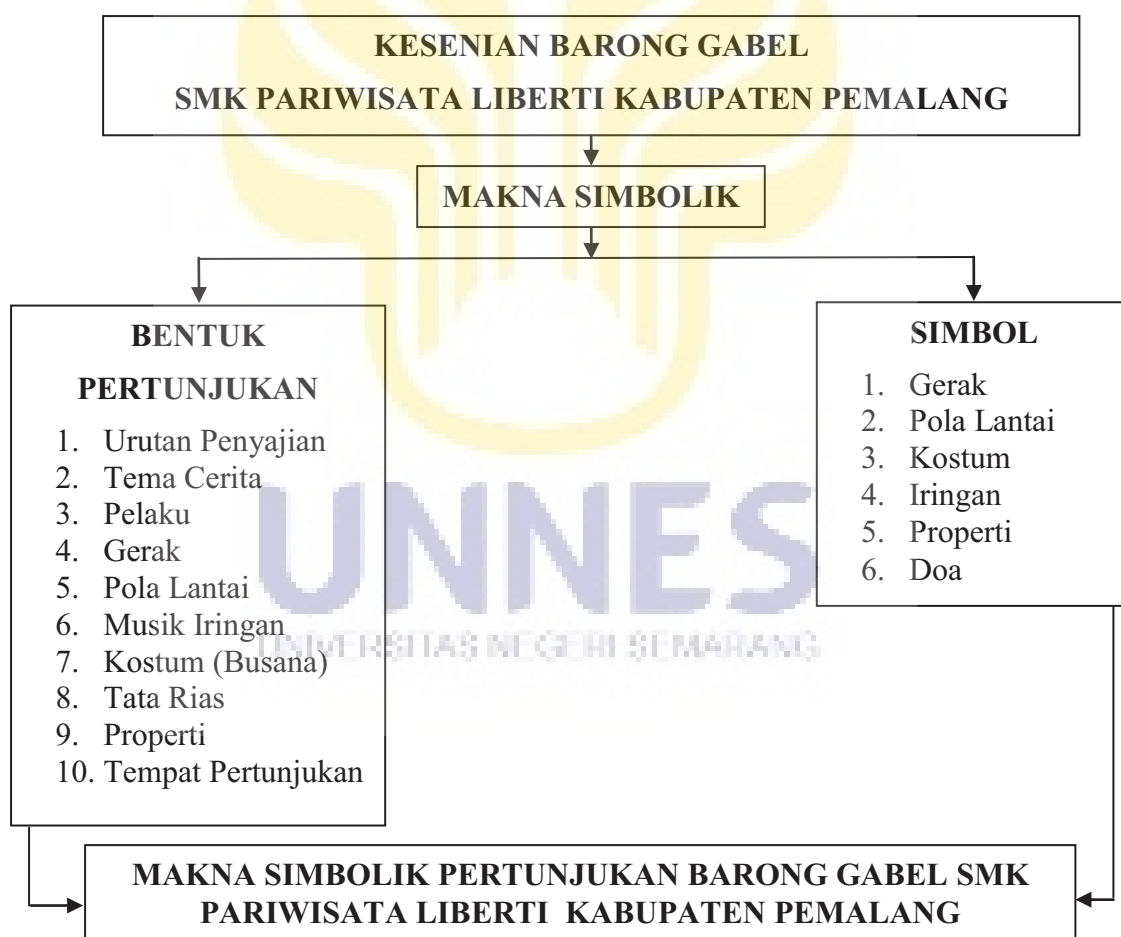 KESENIAN BARONG GABEL
SMK PARIWISATA LIBERTI KABUPATEN PEMALANG
MAKNA SIMBOLIK
BENTUK
PERTUNJUKAN
1. Urutan Penyajian
2. Tema Cerita
3. Pelaku
4. Gerak
5. Pola Lantai
6. Musik Iringan
7. Kostum (Busana)
8. Tata Rias
9. Properti
10. Tempat Pertunjukan
SIMBOL
1. Gerak
2. Pola Lantai
3. Kostum
4. Iringan
5. Properti
6. Doa
UNNES
UNIVERSITAS NEGERI SEMARANG
MAKNA SIMBOLIK PERTUNJUKAN BARONG GABEL SMK
PARIWISATA LIBERTI KABUPATEN PEMALANG